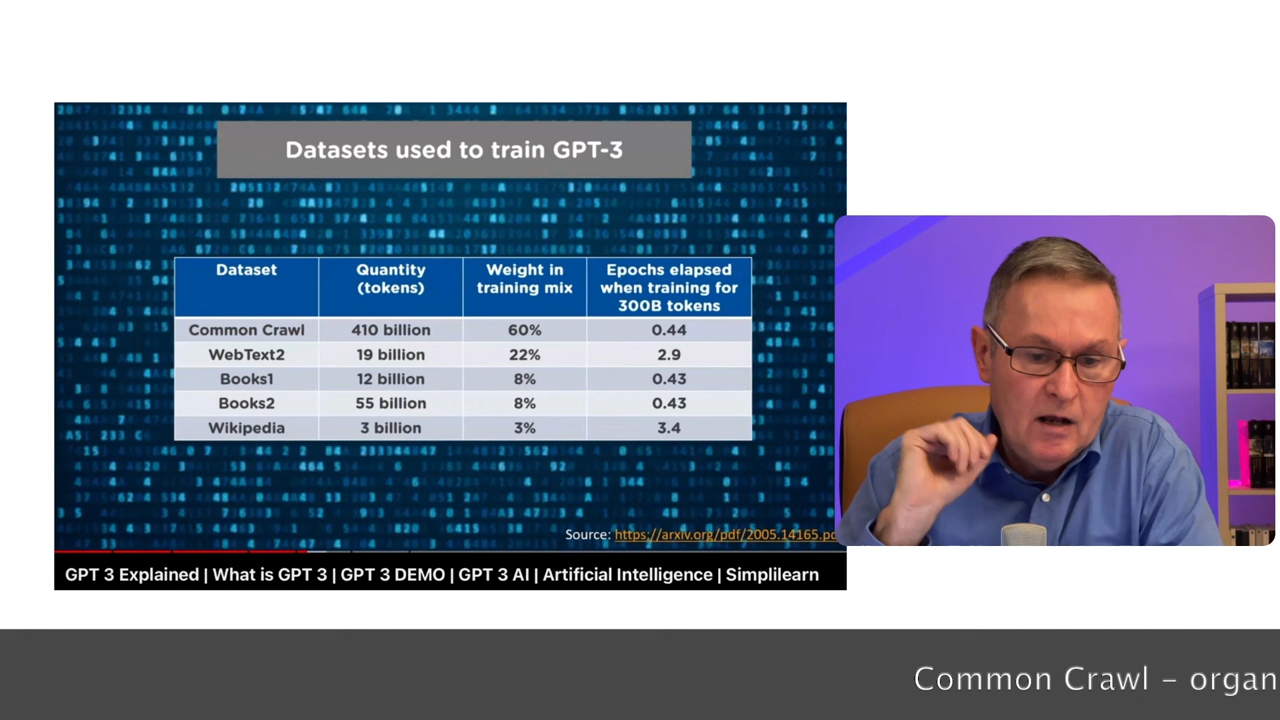 Datasets used to train GPT-3
Dataset
Quantity
(tokens)
Weight in
training mix
Epochs elapsed
when training for
300B tokens
Common Crawl 410 billion 60% 0.44
WebText2 19 billion 22% 2.9
Books1 12 billion 8% 0.43
Books2 55 billion 8% 0.43
Wikipedia 3 billion 3% 3.4
Source: https://arxiv.org/pdf/2005.14165.pd
GPT 3 Explained | What is GPT 3 | GPT 3 DEMO | GPT 3 AI | Artificial Intelligence | Simplilearn
Common Crawl – organ